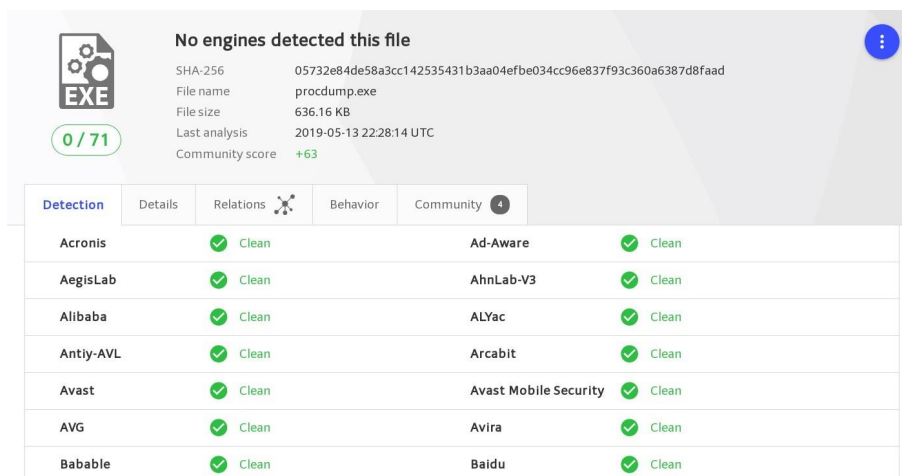 No engines detected this file
SHA-256 05732e84de58a3cc142535431b3aa04efbe034cc96e837f93c360a6387d8faad
File name procdump.exe
File size 636.16 KB
Last analysis 2019-05-13 22:28:14 UTC
Community score +63
EXE
0 / 71
Detection Details Relations Behavior Community 4
Acronis Clean Ad-Aware Clean
AegisLab Clean AhnLab-V3 Clean
Alibaba Clean ALYac Clean
Antiy-AVL Clean Arcabit Clean
Avast Clean Avast Mobile Security Clean
AVG Clean Avira Clean
Babable Clean Baidu Clean